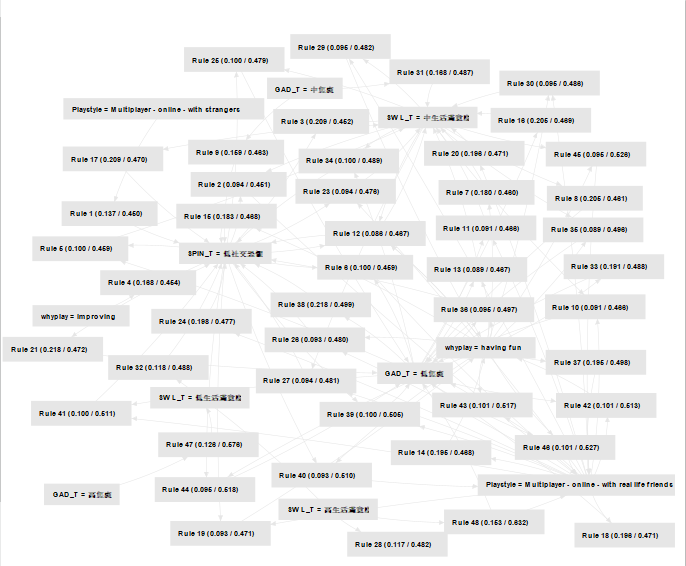 Rule 29 (0.095 / 0.482)
Rule 25 (0.100 / 0.479)
Rule 31 (0.168 / 0.487)
Rule 30 (0.095 / 0.486)
GAD_T = 中焦慮
Playstyle = Multiplayer - online - with strangers
Rule 3 (0.209 / 0.452)
SWL_T = 中生活滿意度
Rule 16 (0.205 / 0.469)
Rule 17 (0.209 / 0.470)
Rule 9 (0.159 / 0.463)
Rule 34 (0.100 / 0.489)
Rule 20 (0.196 / 0.471)
Rule 45 (0.095 / 0.526)
Rule 2 (0.094 / 0.451)
Rule 23 (0.094 / 0.476)
Rule 7 (0.180 / 0.460)
Rule 8 (0.205 / 0.461)
Rule 1 (0.137 / 0.450)
Rule 15 (0.183 / 0.468)
Rule 12 (0.086 / 0.467)
Rule 11 (0.091 / 0.466)
Rule 35 (0.089 / 0.496)
Rule 5 (0.100 / 0.459)
SPIN_T = 低社交恐懼
Rule 6 (0.100 / 0.459)
Rule 13 (0.089 / 0.467)
Rule 33 (0.191 / 0.488)
Rule 4 (0.168 / 0.454)
Rule 38 (0.218 / 0.499)
Rule 36 (0.095 / 0.497)
Rule 10 (0.091 / 0.466)
whyplay = improving
Rule 24 (0.198 / 0.477)
Rule 26 (0.093 / 0.480)
whyplay = having fun
Rule 21 (0.218 / 0.472)
Rule 32 (0.118 / 0.488)
Rule 27 (0.094 / 0.481)
GAD_T = 低焦慮
Rule 37 (0.195 / 0.498)
SWL_T = 低生活滿意度
Rule 41 (0.100 / 0.511)
Rule 39 (0.100 / 0.505)
Rule 43 (0.101 / 0.517)
Rule 42 (0.101 / 0.513)
Rule 47 (0.126 / 0.576)
Rule 14 (0.195 / 0.468)
Rule 46 (0.101 / 0.527)
GAD_T = 高焦慮
Rule 44 (0.095 / 0.518)
Rule 40 (0.093 / 0.510)
Playstyle = Multiplayer - online - with real life friends
SWL_T = 高生活滿意度
Rule 19 (0.093 / 0.471)
Rule 48 (0.153 / 0.632)
Rule 28 (0.117 / 0.482)
Rule 18 (0.196 / 0.471)